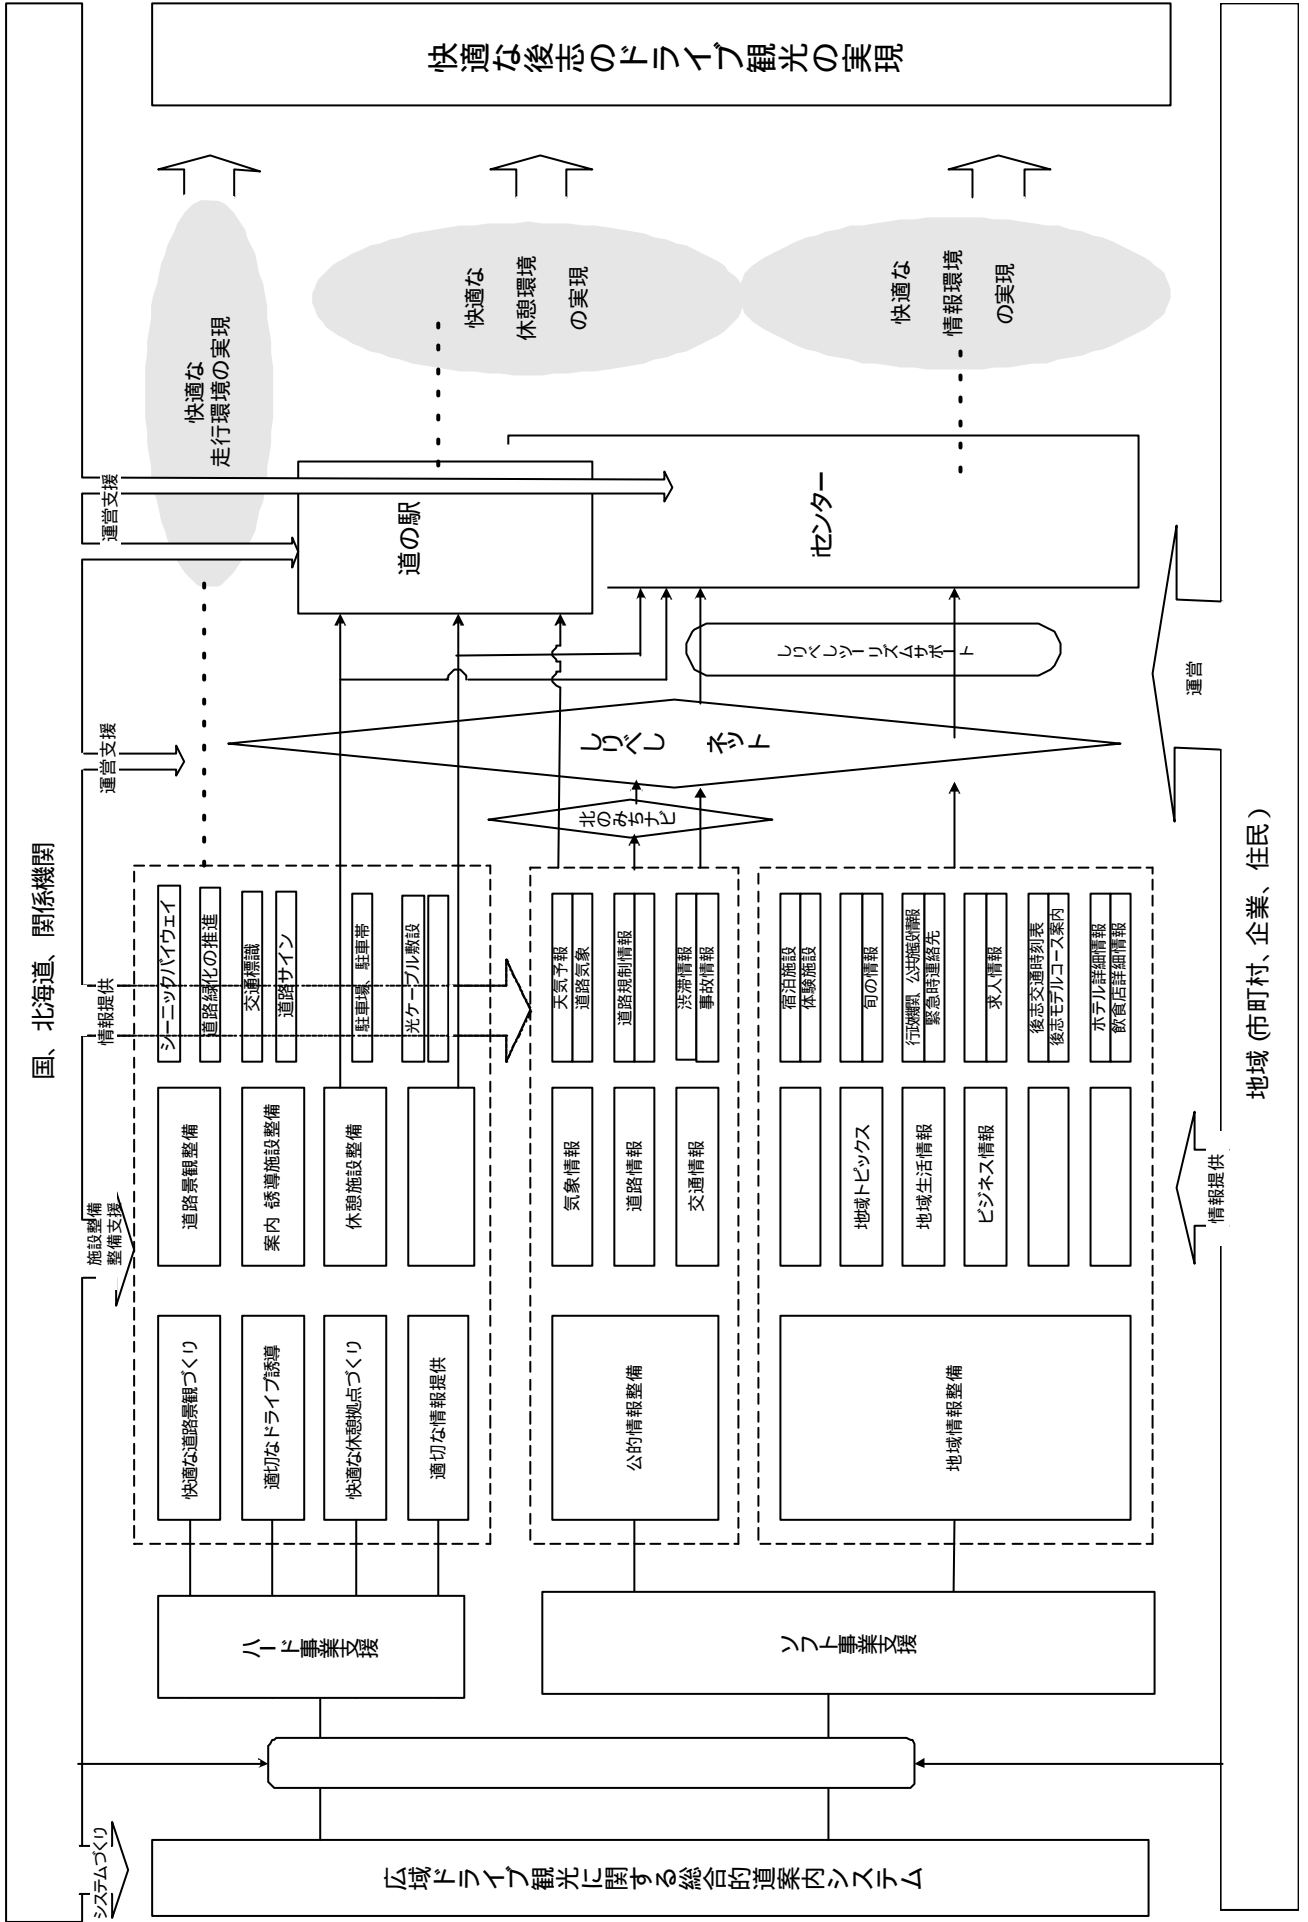 国、北海道、関係機関
システムづくり
施設整備
整備支援
情報提供
運営支援
運営支援
広域ドライブ観光に関する総合的道案内システム
ハード事業支援
ソフト事業支援
快適な道路景観づくり
適切なドライブ誘導
快適な休憩拠点づくり
適切な情報提供
公的情報整備
地域情報整備
道路景観整備
案内 誘導施設整備
休憩施設整備
気象情報
道路情報
交通情報
地域トピックス
地域生活情報
ビジネス情報
シーニックバイウェイ
道路緑化の推進
交通標識
道路サイン
駐車場、駐車帯
光ケーブル敷設
天気予報
道路気象
道路規制情報
渋滞情報
事故情報
宿泊施設
体験施設
旬の情報
行政機関、公共施設情報
緊急時連絡先
求人情報
後志交通時刻表
後志モデルコース案内
ホテル詳細情報
飲食店詳細情報
北のみちナビ
しりべし ネット
しりべしツーリズムサポート
道の駅
iセンター
快適な
走行環境の実現
快適な
休憩環境
の実現
快適な
情報環境
の実現
快適な後志のドライブ観光の実現
情報提供
運営
地域(市町村、企業、住民)